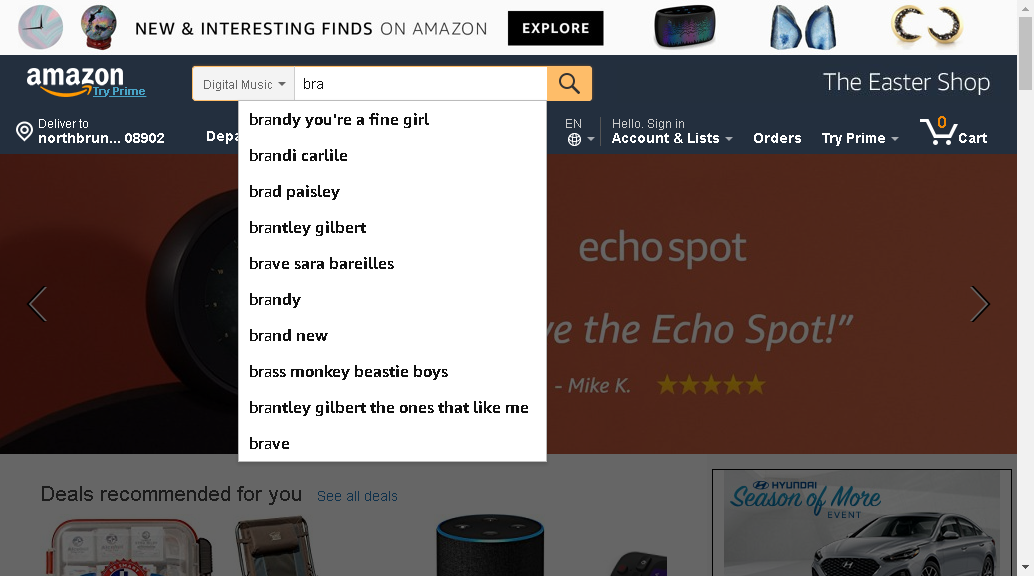 NEW & INTERESTING FINDS ON AMAZON
EXPLORE
amazon
Try Prime
Digital Music
bra
The Easter Shop
Deliver to
northbrun... 08902
Depa
EN
Hello. Sign in
Account & Lists
Orders
Try Prime
0
Cart
brandy you're a fine girl
brandi carlile
brad paisley
brantley gilbert
brave sara bareilles
brandy
brand new
brass monkey beastie boys
brantley gilbert the ones that like me
brave
echo spot
ve the Echo Spot!”
- Mike K.
Deals recommended for you See all deals
HYUNDAI
Season of More
EVENT